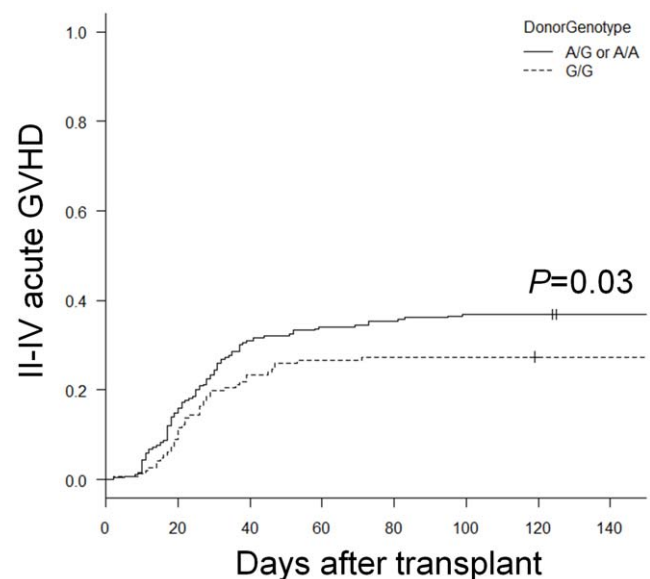 DonorGenotype
A/G or A/A
G/G
1.0
0.8
0.6
0.4
0.2
0.0
II-IV acute GVHD
P=0.03
0 20 40 60 80 100 120 140
Days after transplant